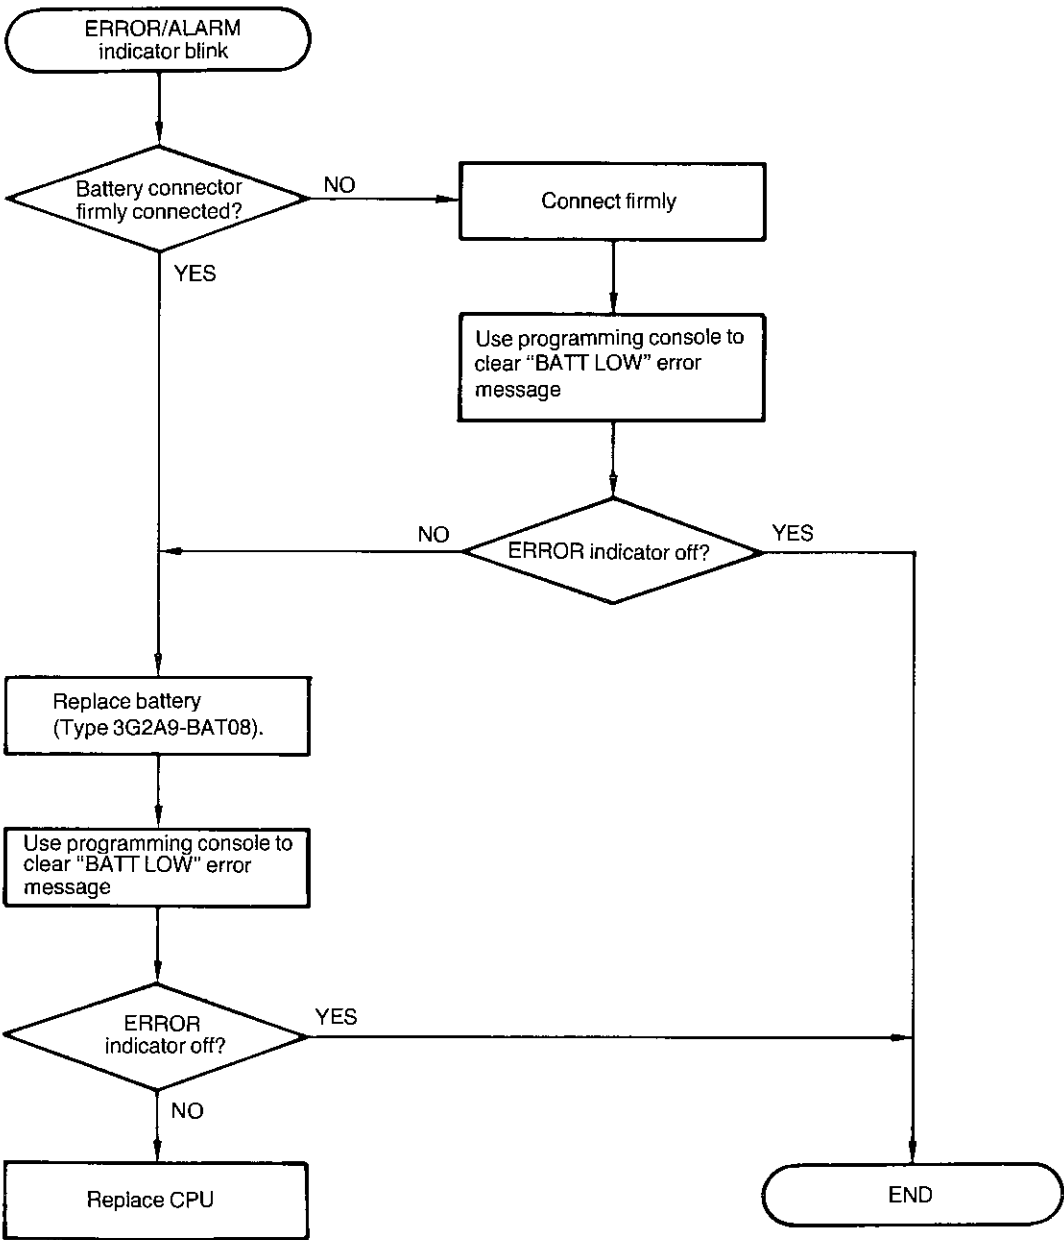 ERROR/ALARM
indicator blink
Battery connector
firmly connected?
NO
Connect firmly
YES
Use programming console to
clear “BATT LOW” error
message
NO
ERROR indicator off?
YES
Replace battery
(Type 3G2A9-BAT08).
Use programming console to
clear “BATT LOW” error
message
ERROR
indicator off?
YES
NO
Replace CPU
END